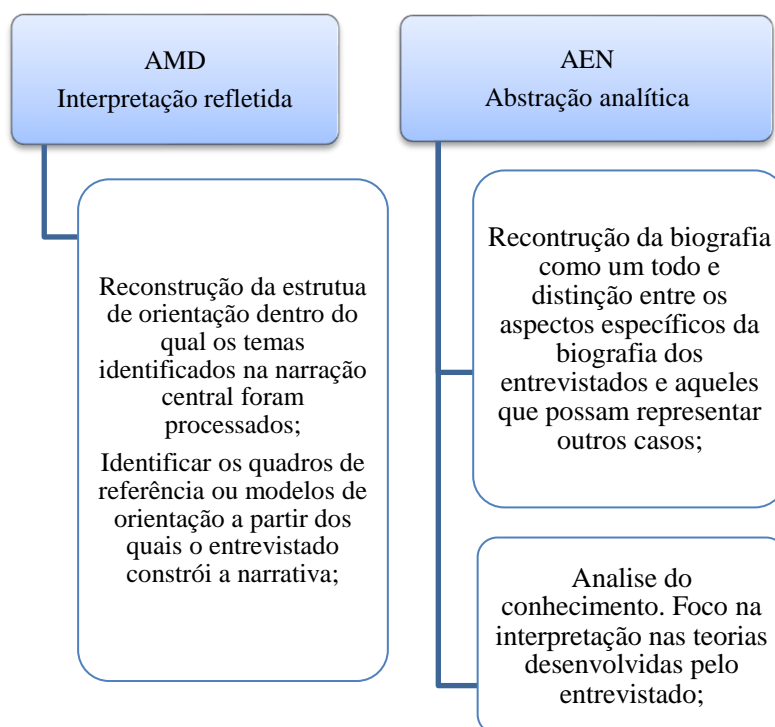 AMD
Interpretação refletida
Reconstrução da estrutua
de orientação dentro do
qual os temas
identificados na narração
central foram
processados;
Identificar os quadros de
referência ou modelos de
orientação a partir dos
quais o entrevistado
constrói a narrativa;
AEN
Abstração analítica
Recontrução da biografia
como um todo e
distinção entre os
aspectos específicos da
biografia dos
entrevistados e aqueles
que possam representar
outros casos;
Analise do
conhecimento. Foco na
interpretação nas teorias
desenvolvidas pelo
entrevistado;